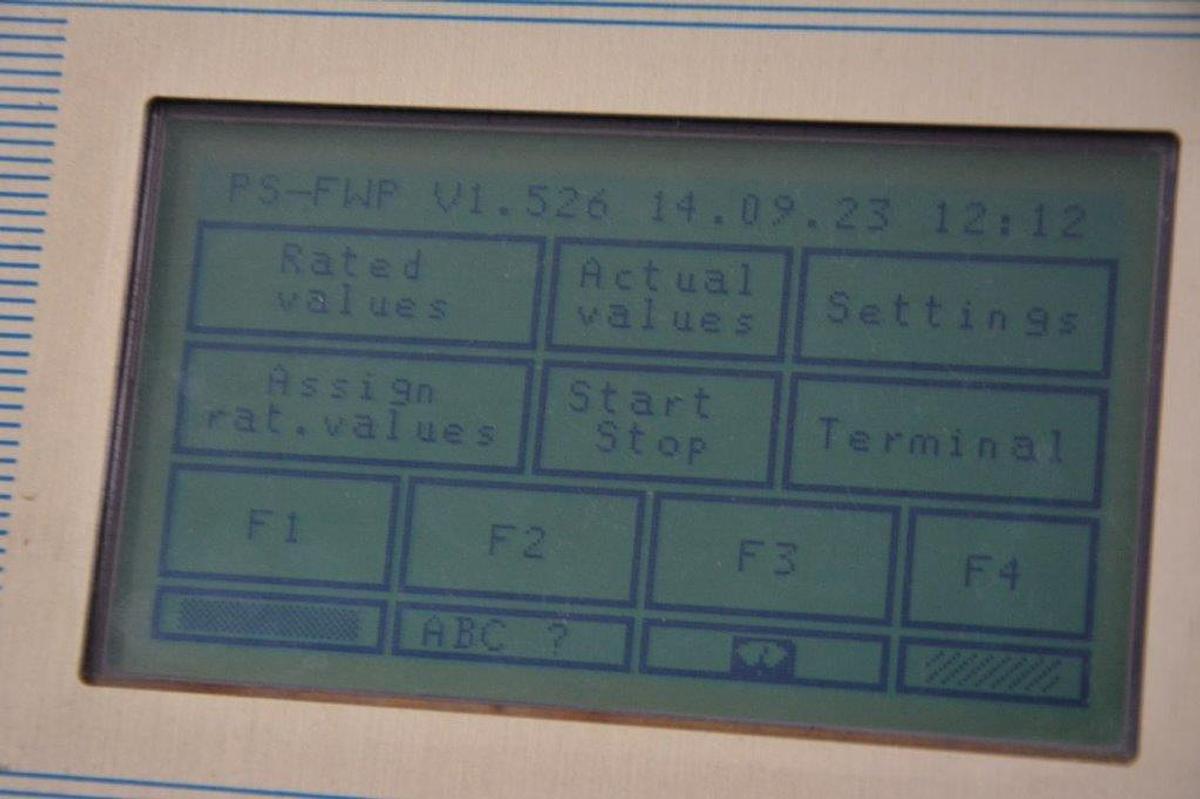 PS-FWP V1.526 14.09.23 12:12
Rated
values
Actual
values
Settings
Assign
rat.values
Start
Stop
Terminal
F1
F2
F3
F4
ABC ?